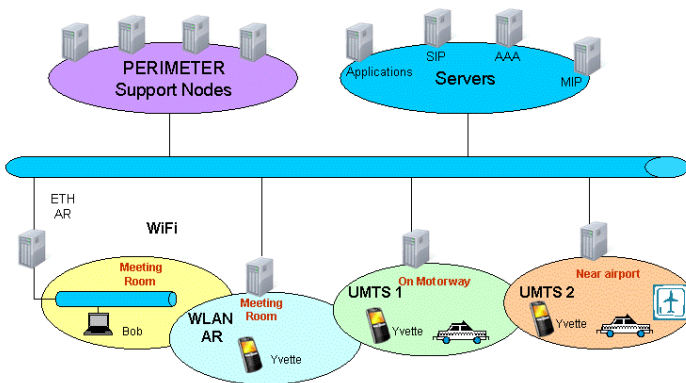 PERIMETER
Support Nodes
Applications
SIP
AAA
MIP
Servers
ETH
AR
WiFi
Meeting
Room
Bob
Meeting
Room
WLAN
AR
Yvette
On Motorway
UMTS 1
Yvette
Near airport
UMTS 2
Yvette